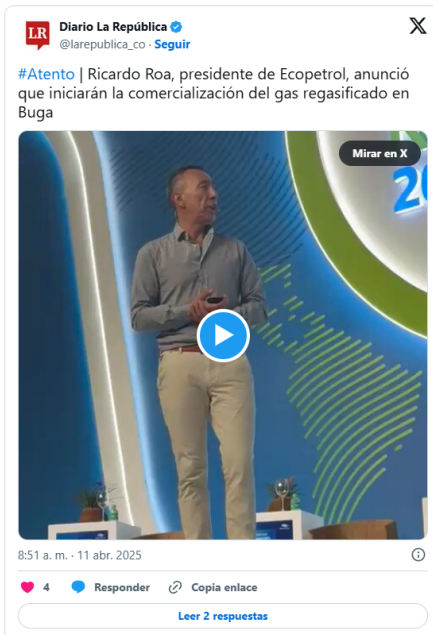 LR
Diario La República
@larepublica_co · Seguir
#Atento | Ricardo Roa, presidente de Ecopetrol, anunció
que iniciarán la comercialización del gas regasificado en
Buga
Mirar en X
20
8:51 a. m. · 11 abr. 2025
4 Responder Copia enlace
Leer 2 respuestas